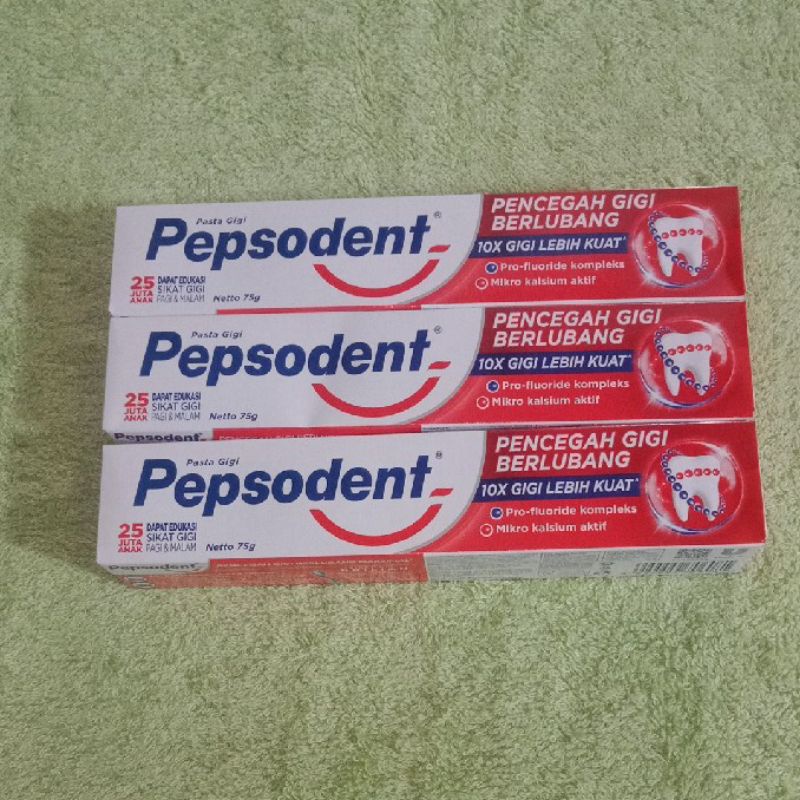 Pasta Gigi
Pepsodent®
25 JUTA ANAK
DAPAT EDUKASI
SIKAT GIGI
PAGI & MALAM
Netto 75g
PENCEGAH GIGI
BERLUBANG
10X GIGI LEBIH KUAT^
Pro-fluoride kompleks
Mikro kalsium aktif
Pasta Gigi
Pepsodent®
25 JUTA ANAK
DAPAT EDUKASI
SIKAT GIGI
PAGI & MALAM
Netto 75g
PENCEGAH GIGI
BERLUBANG
10X GIGI LEBIH KUAT^
Pro-fluoride kompleks
Mikro kalsium aktif
Pepsodent
Pasta Gigi
Pepsodent®
25 JUTA ANAK
DAPAT EDUKASI
SIKAT GIGI
PAGI & MALAM
Netto 75g
PENCEGAH GIGI
BERLUBANG
10X GIGI LEBIH KUAT^
Pro-fluoride kompleks
Mikro kalsium aktif
Pepsodent